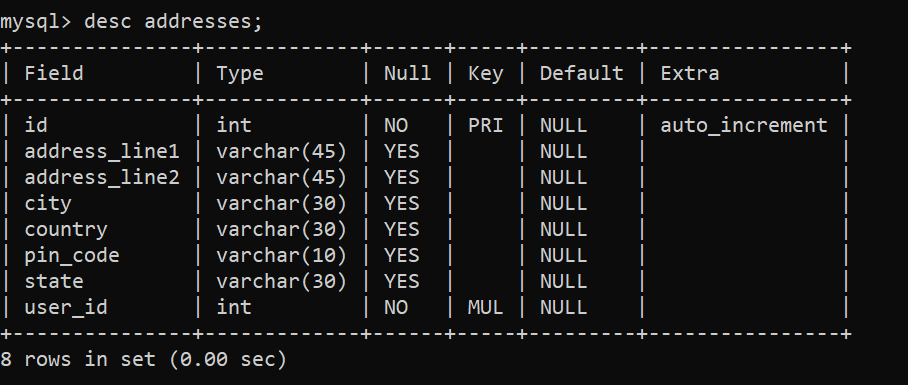 mysql> desc addresses;
+---------------+-------------+------+-----+---------+----------------+
| Field         | Type        | Null | Key | Default | Extra          |
+---------------+-------------+------+-----+---------+----------------+
| id            | int         | NO   | PRI | NULL    | auto_increment |
| address_line1 | varchar(45) | YES  |     | NULL    |                |
| address_line2 | varchar(45) | YES  |     | NULL    |                |
| city          | varchar(30) | YES  |     | NULL    |                |
| country       | varchar(30) | YES  |     | NULL    |                |
| pin_code      | varchar(10) | YES  |     | NULL    |                |
| state         | varchar(30) | YES  |     | NULL    |                |
| user_id       | int         | NO   | MUL | NULL    |                |
+---------------+-------------+------+-----+---------+----------------+
8 rows in set (0.00 sec)